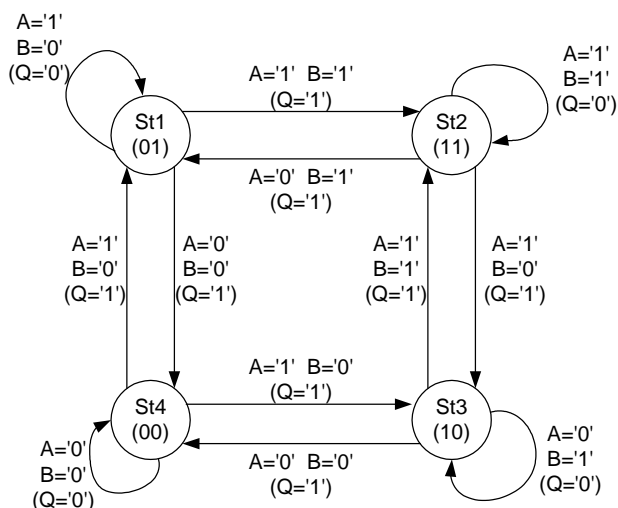 A='1'
B='0'
(Q='0')
A='1' B='1'
(Q='1')
A='1'
B='1'
(Q='0')
St1
(01)
St2
(11)
A='0' B='1'
(Q='1')
A='1'
B='0'
(Q='1')
A='0'
B='0'
(Q='1')
A='1'
B='1'
(Q='1')
A='1'
B='0'
(Q='1')
A='1' B='0'
(Q='1')
St4
(00)
St3
(10)
A='0'
B='0'
(Q='0')
A='0' B='0'
(Q='1')
A='0'
B='1'
(Q='0')